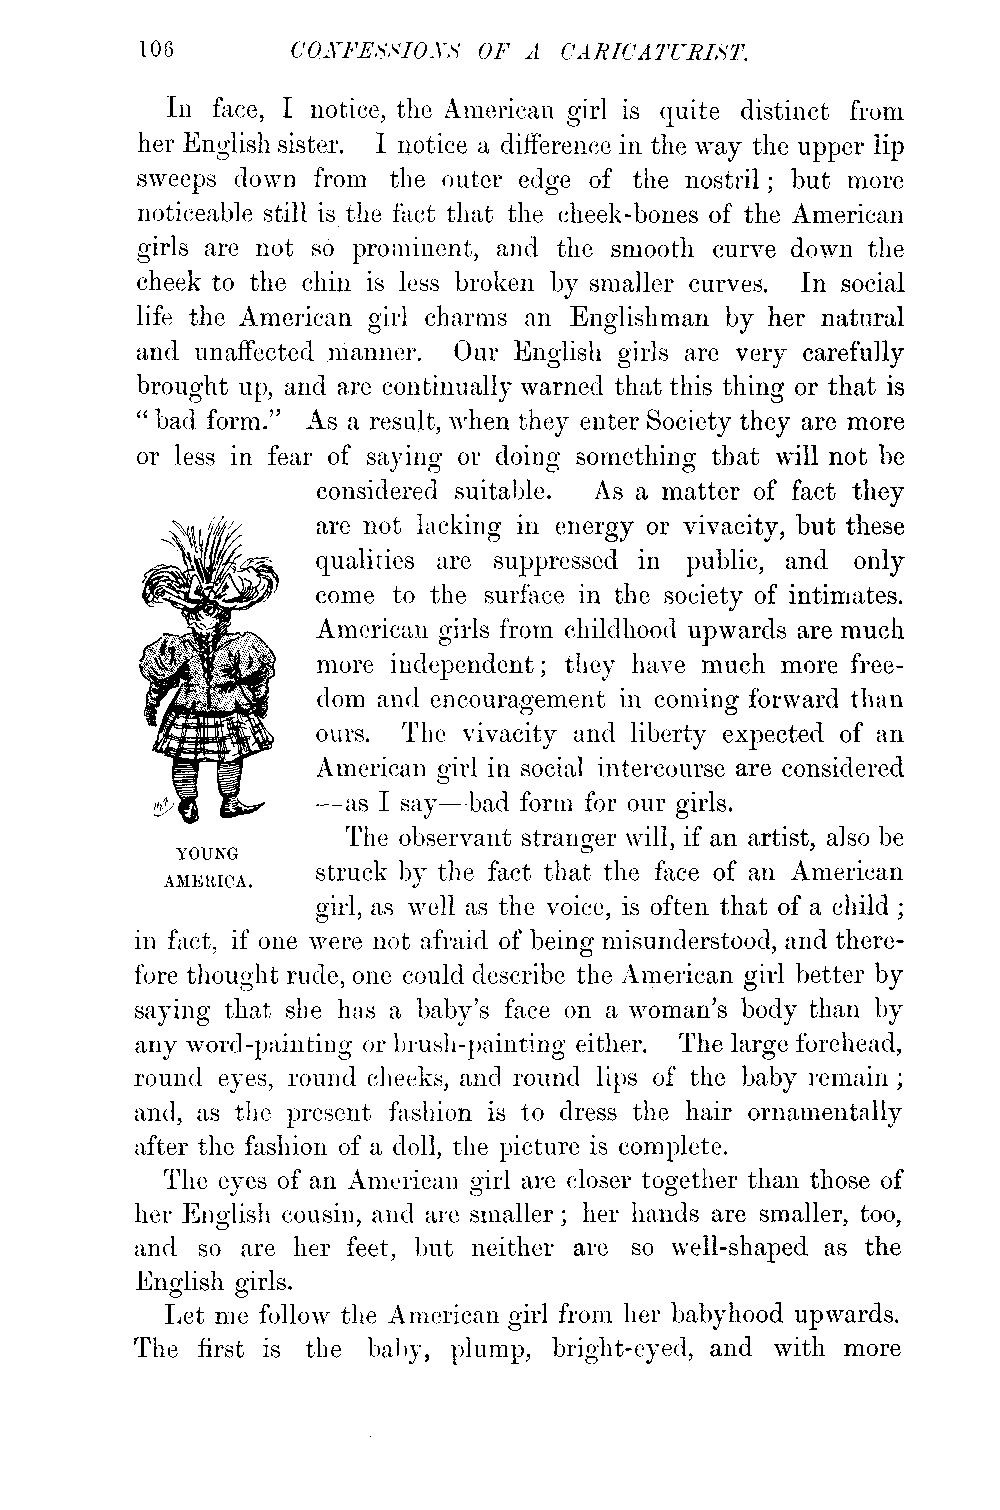 106 CONFESSIONS OF A CARICATURIST.
In face, I notice, the American girl is quite distinct from
her English sister. I notice a difference in the way the upper lip
sweeps down from the outer edge of the nostril; but more
noticeable still is the fact that the cheek-bones of the American
girls are not so prominent, and the smooth curve down the
cheek to the chin is less broken by smaller curves. In social
life the American girl charms an Englishman by her natural
and unaffected manner. Our English girls are very carefully
brought up, and are continually warned that this thing or that is
"bad form." As a result, when they enter Society they are more
or less in fear of saying or doing something that will not be
considered suitable. As a matter of fact they
are not lacking in energy or vivacity, but these
qualities are suppressed in public, and only
come to the surface in the society of intimates.
American girls from childhood upwards are much
more independent; they have much more free-
dom and encouragement in coming forward than
ours. The vivacity and liberty expected of an
American girl in social intercourse are considered
—as I say—bad form for our girls.
YOUNG
AMERICA.
The observant stranger will, if an artist, also be
struck by the fact that the face of an American
girl, as well as the voice, is often that of a child;
in fact, if one were not afraid of being misunderstood, and there-
fore thought rude, one could describe the American girl better by
saying that she has a baby's face on a woman's body than by
any word-painting or brush-painting either. The large forehead,
round eyes, round cheeks, and round lips of the baby remain;
and, as the present fashion is to dress the hair ornamentally
after the fashion of a doll, the picture is complete.
The eyes of an American girl are closer together than those of
her English cousin, and are smaller; her hands are smaller, too,
and so are her feet, but neither are so well-shaped as the
English girls.
Let me follow the American girl from her babyhood upwards.
The first is the baby, plump, bright-eyed, and with more